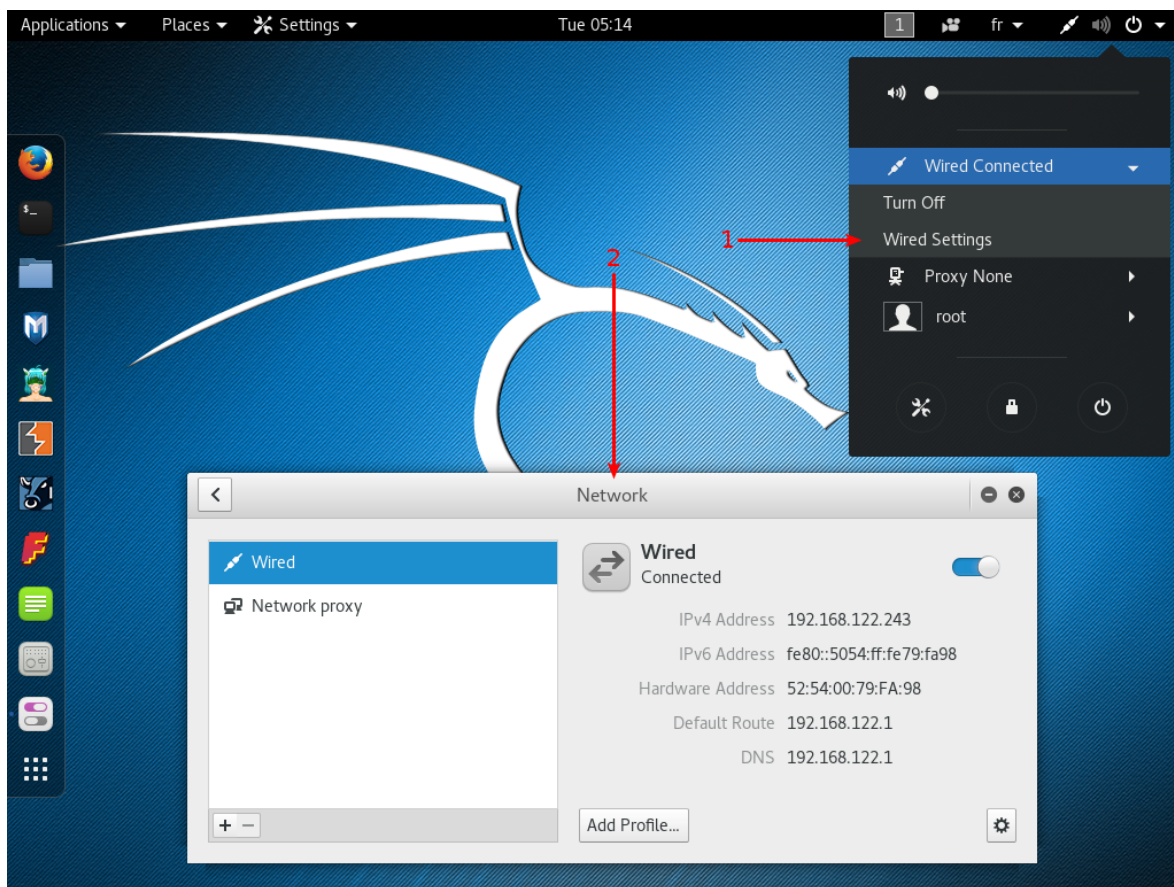 Applications Places Settings Tue 05:14 1 fr
Wired Connected
Turn Off
1 Wired Settings
2
Proxy None
root
$_
Network
Wired
Network proxy
+ −
Wired
Connected
IPv4 Address 192.168.122.243
IPv6 Address fe80::5054:ff:fe79:fa98
Hardware Address 52:54:00:79:FA:98
Default Route 192.168.122.1
DNS 192.168.122.1
Add Profile...